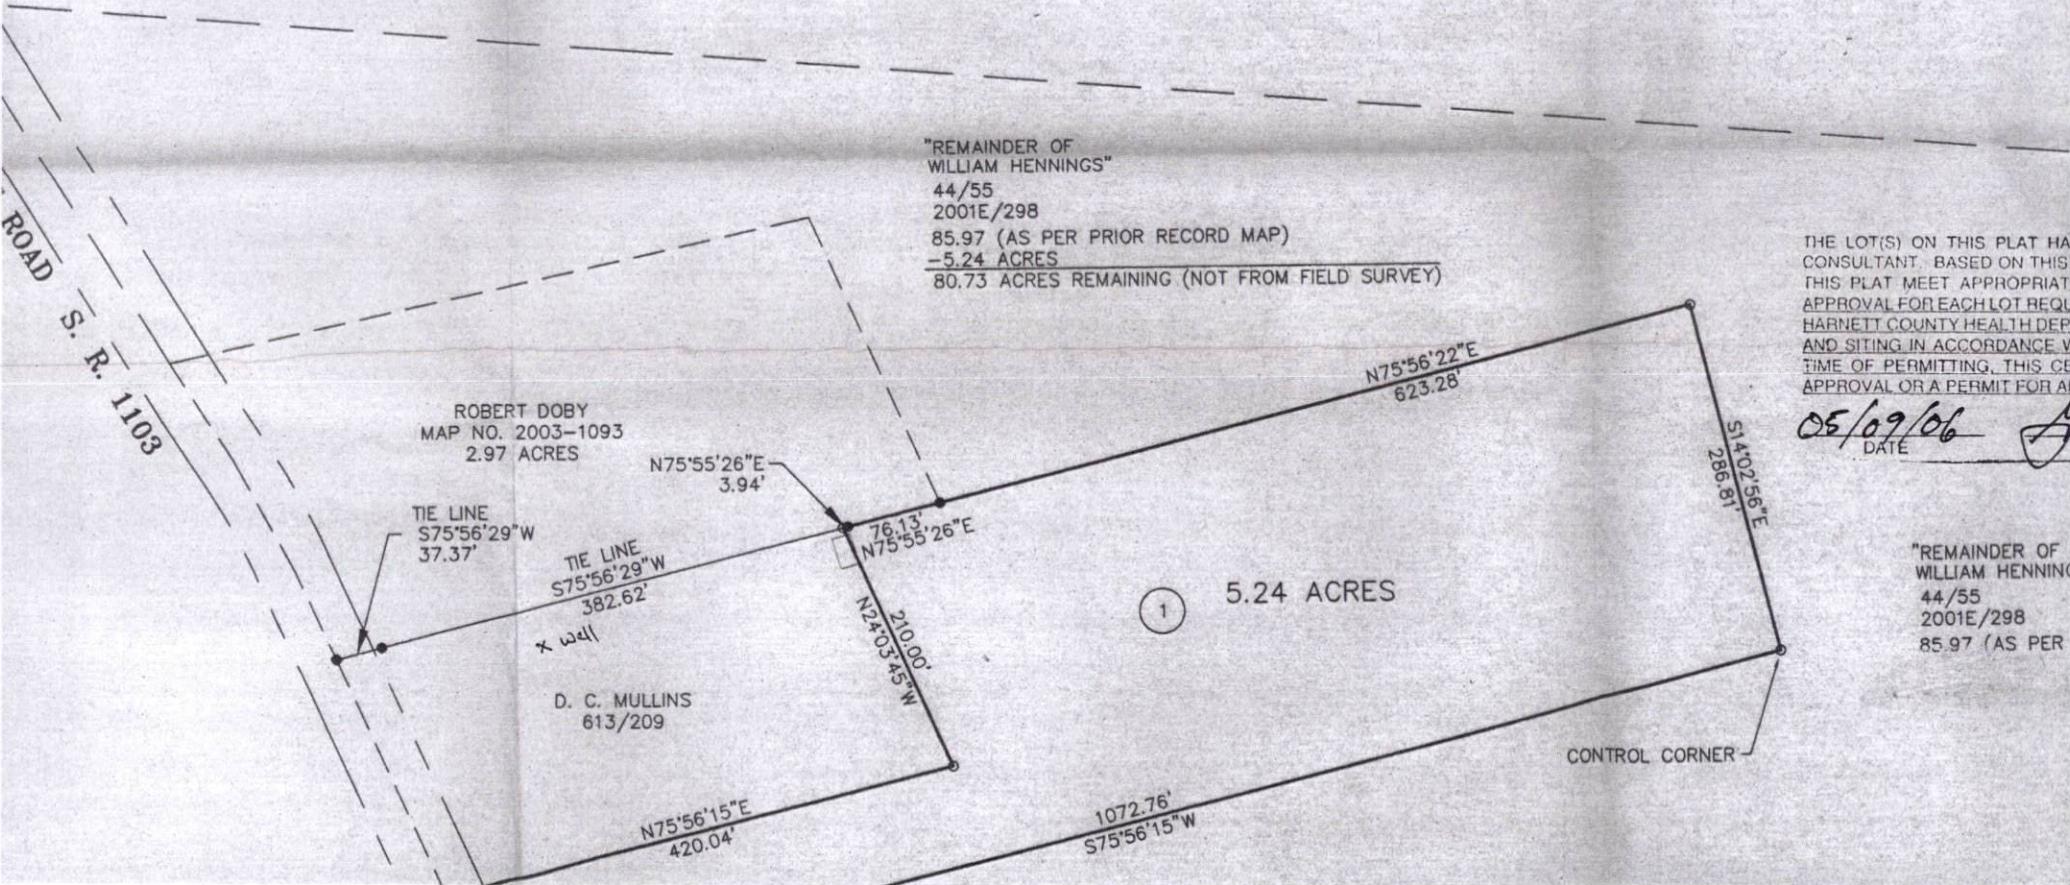 "REMAINDER OF
WILLIAM HENNINGS"
44/55
2001E/298
85.97 (AS PER PRIOR RECORD MAP)
-5.24 ACRES
80.73 ACRES REMAINING (NOT FROM FIELD SURVEY)
ROAD S. R. 1103
THE LOT(S) ON THIS PLAT HA
CONSULTANT. BASED ON THIS
THIS PLAT MEET APPROPRIAT
APPROVAL FOR EACH LOT REQU
HARNETT COUNTY HEALTH DEP
AND SITING IN ACCORDANCE W
TIME OF PERMITTING, THIS CE
APPROVAL OR A PERMIT FOR A
05/09/06
DATE
N75°56'22"E
623.28'
ROBERT DOBY
MAP NO. 2003-1093
2.97 ACRES
N75°55'26"E
3.94'
S14°02'56"E
286.81'
TIE LINE
S75°56'29"W
37.37'
TIE LINE
S75°56'29"W
382.62'
76.13'
N75°55'26"E
x well
210.00'
N24°03'45"W
1
5.24 ACRES
"REMAINDER OF
WILLIAM HENNING
44/55
2001E/298
85.97 (AS PER
D. C. MULLINS
613/209
CONTROL CORNER
N75°56'15"E
420.04'
1072.76'
S75°56'15"W